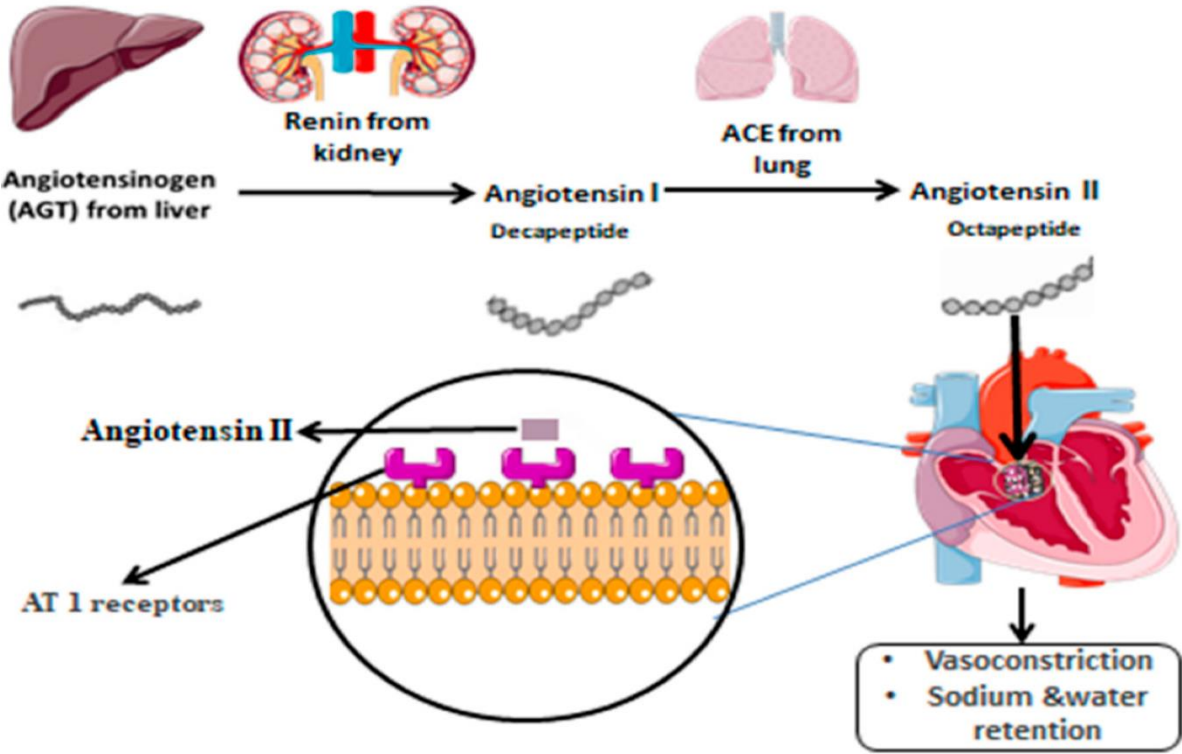 Renin from
kidney
ACE from
lung
Angiotensinogen
(AGT) from liver
Angiotensin I
Decapeptide
Angiotensin II
Octapeptide
Angiotensin II
AT 1 receptors
• Vasoconstriction
• Sodium &water
retention